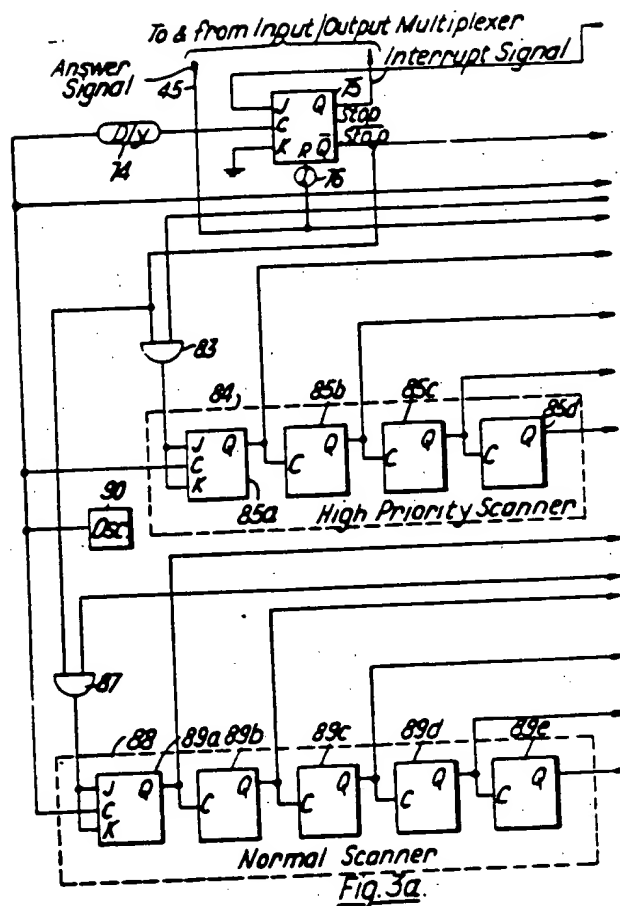 To & from Input/Output Multiplexer
Answer Signal
Interrupt Signal
45
75
J Q
Stop
C
Stop
K R Q
Dly
74
76
83
84
85b
85c
85d
J Q
C
K
Q
C
Q
C
Q
C
85a
High Priority Scanner
90
Osc.
87
88
89a
89b
89c
89d
89e
J Q
C
K
Q
C
Q
C
Q
C
Q
C
Normal Scanner
Fig. 3a.